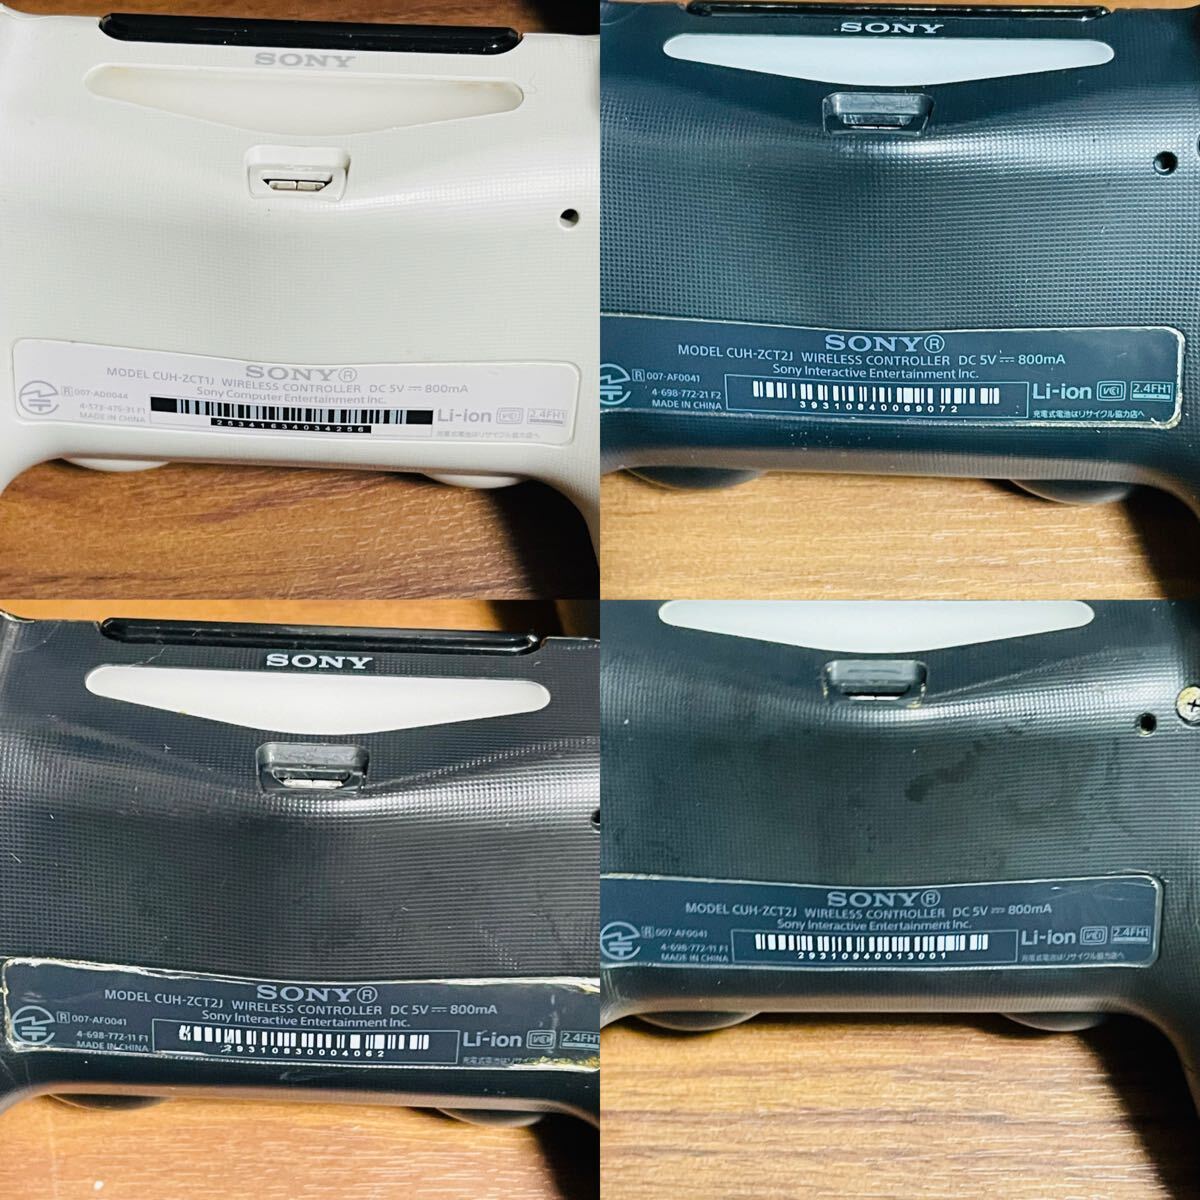 SONY
SONY®
MODEL CUH-ZCT1J WIRELESS CONTROLLER DC 5V ⎓ 800mA
Sony Computer Entertainment Inc.
R 007-AD0044
4-573-475-31 F1
MADE IN CHINA
25341634034256
Li-ion
2.4FH1
充電式電池はリサイクル協力店へ
SONY
SONY®
MODEL CUH-ZCT2J WIRELESS CONTROLLER DC 5V ⎓ 800mA
Sony Interactive Entertainment Inc.
R 007-AF0041
4-698-772-21 F2
MADE IN CHINA
39310840069072
Li-ion
2.4FH1
充電式電池はリサイクル協力店へ
SONY
SONY®
MODEL CUH-ZCT2J WIRELESS CONTROLLER DC 5V ⎓ 800mA
Sony Interactive Entertainment Inc.
R 007-AF0041
4-698-772-11 F1
MADE IN CHINA
29310830004062
Li-ion
2.4FH1
充電式電池はリサイクル協力店へ
SONY®
MODEL CUH-ZCT2J WIRELESS CONTROLLER DC 5V ⎓ 800mA
Sony Interactive Entertainment Inc.
R 007-AF0041
4-698-772-11 F1
MADE IN CHINA
29310940013001
Li-ion
2.4FH1
充電式電池はリサイクル協力店へ